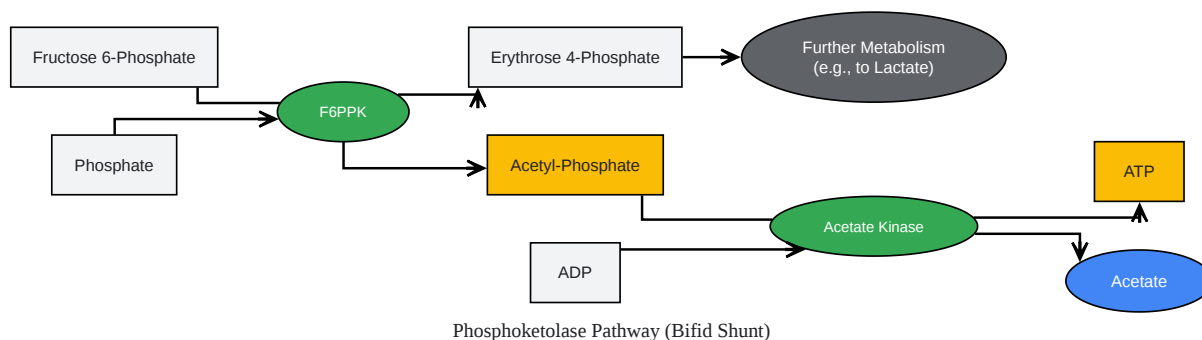 Fructose 6-Phosphate
Erythrose 4-Phosphate
Further Metabolism
(e.g., to Lactate)
F6PPK
Phosphate
Acetyl-Phosphate
ATP
Acetate Kinase
ADP
Acetate
Phosphoketolase Pathway (Bifid Shunt)